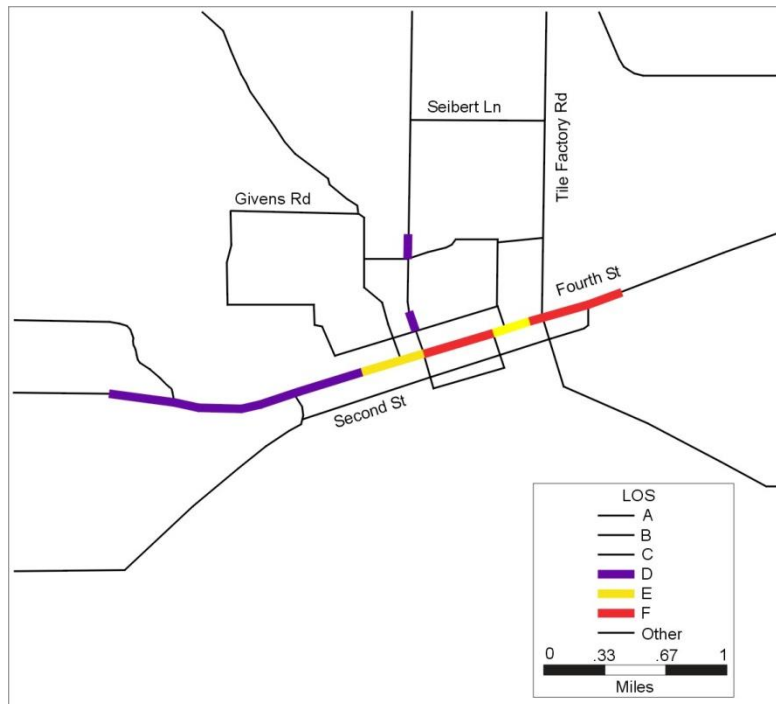 Seibert Ln
Tile Factory Rd
Givens Rd
Fourth St
Second St
LOS
A
B
C
D
E
F
Other
0 .33 .67 1
Miles